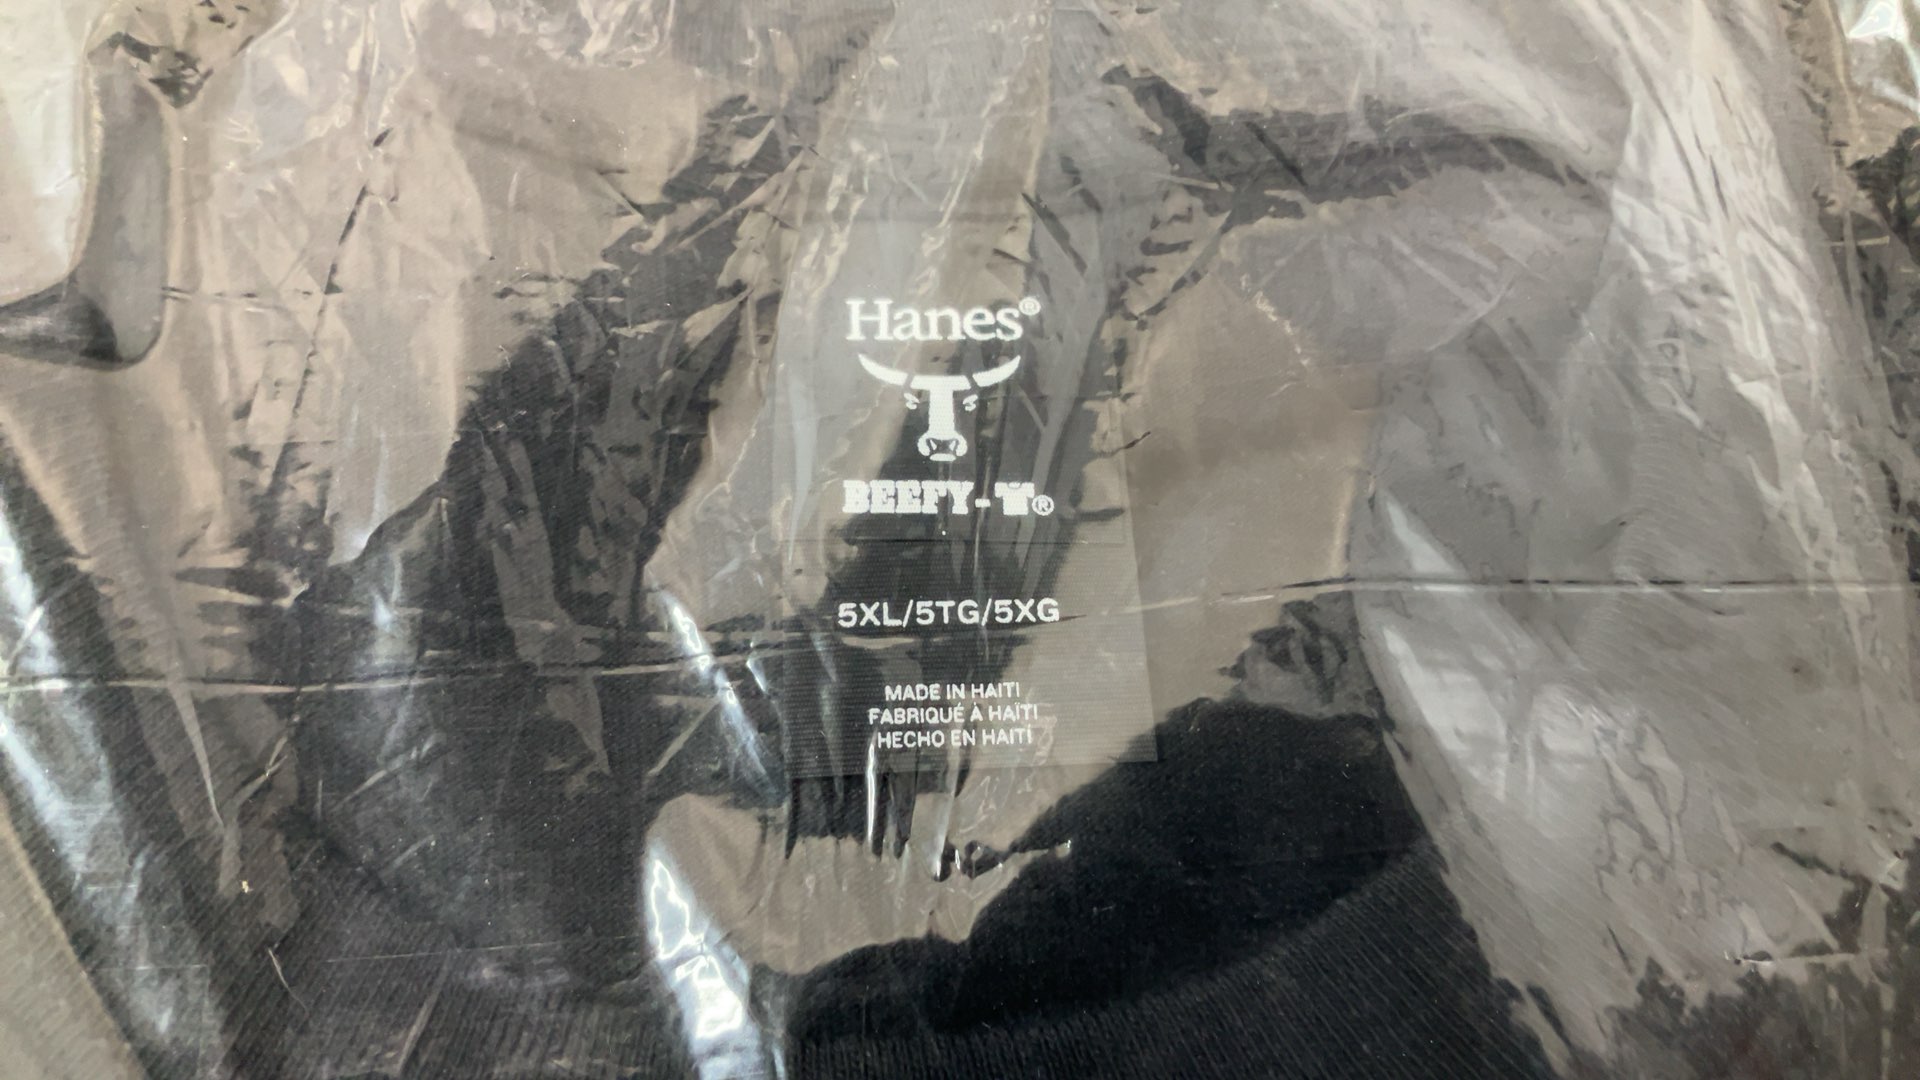 Hanes®
BEEFY-T®
5XL/5TG/5XG
MADE IN HAITI
FABRIQUÉ À HAÏTI
HECHO EN HAITÍ